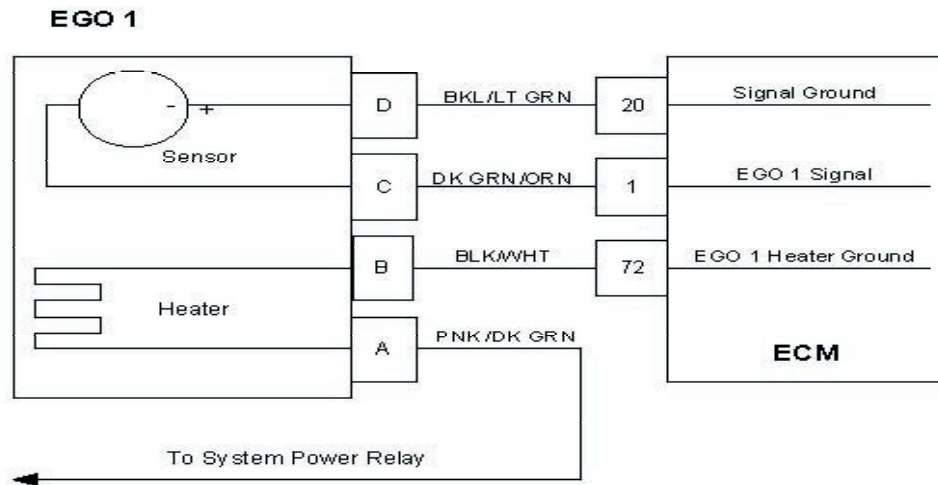 EGO 1
D BKL/LT GRN 20 Signal Ground
- +
Sensor
C DK GRN/ORN 1 EGO 1 Signal
B BLK/WHT 72 EGO 1 Heater Ground
Heater
A PNK/DK GRN
ECM
To System Power Relay